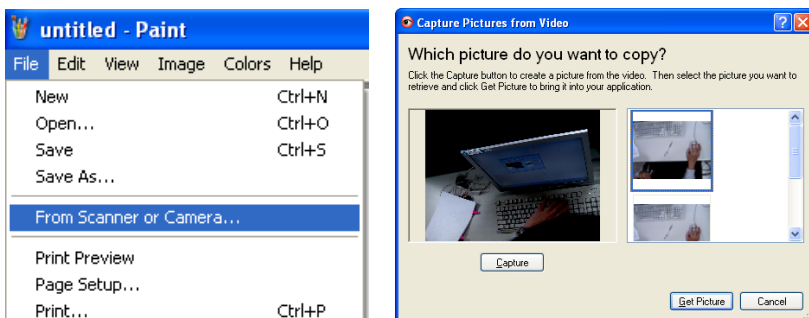 untitled - Paint
File Edit View Image Colors Help
New Ctrl+N
Open... Ctrl+O
Save Ctrl+S
Save As...
From Scanner or Camera...
Print Preview
Page Setup...
Print... Ctrl+P
Capture Pictures from Video
Which picture do you want to copy?
Click the Capture button to create a picture from the video. Then select the picture you want to
retrieve and click Get Picture to bring it into your application.
Capture
Get Picture Cancel